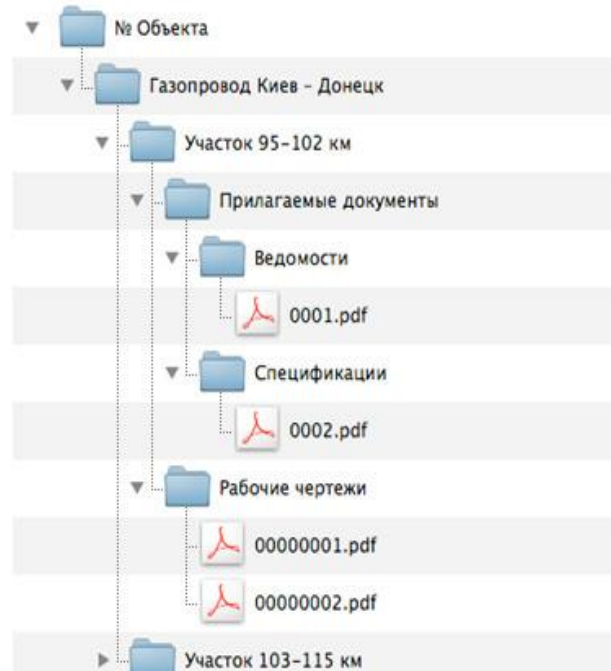 № Объекта
Газопровод Киев – Донецк
Участок 95–102 км
Прилагаемые документы
Ведомости
0001.pdf
Спецификации
0002.pdf
Рабочие чертежи
00000001.pdf
00000002.pdf
Участок 103–115 км